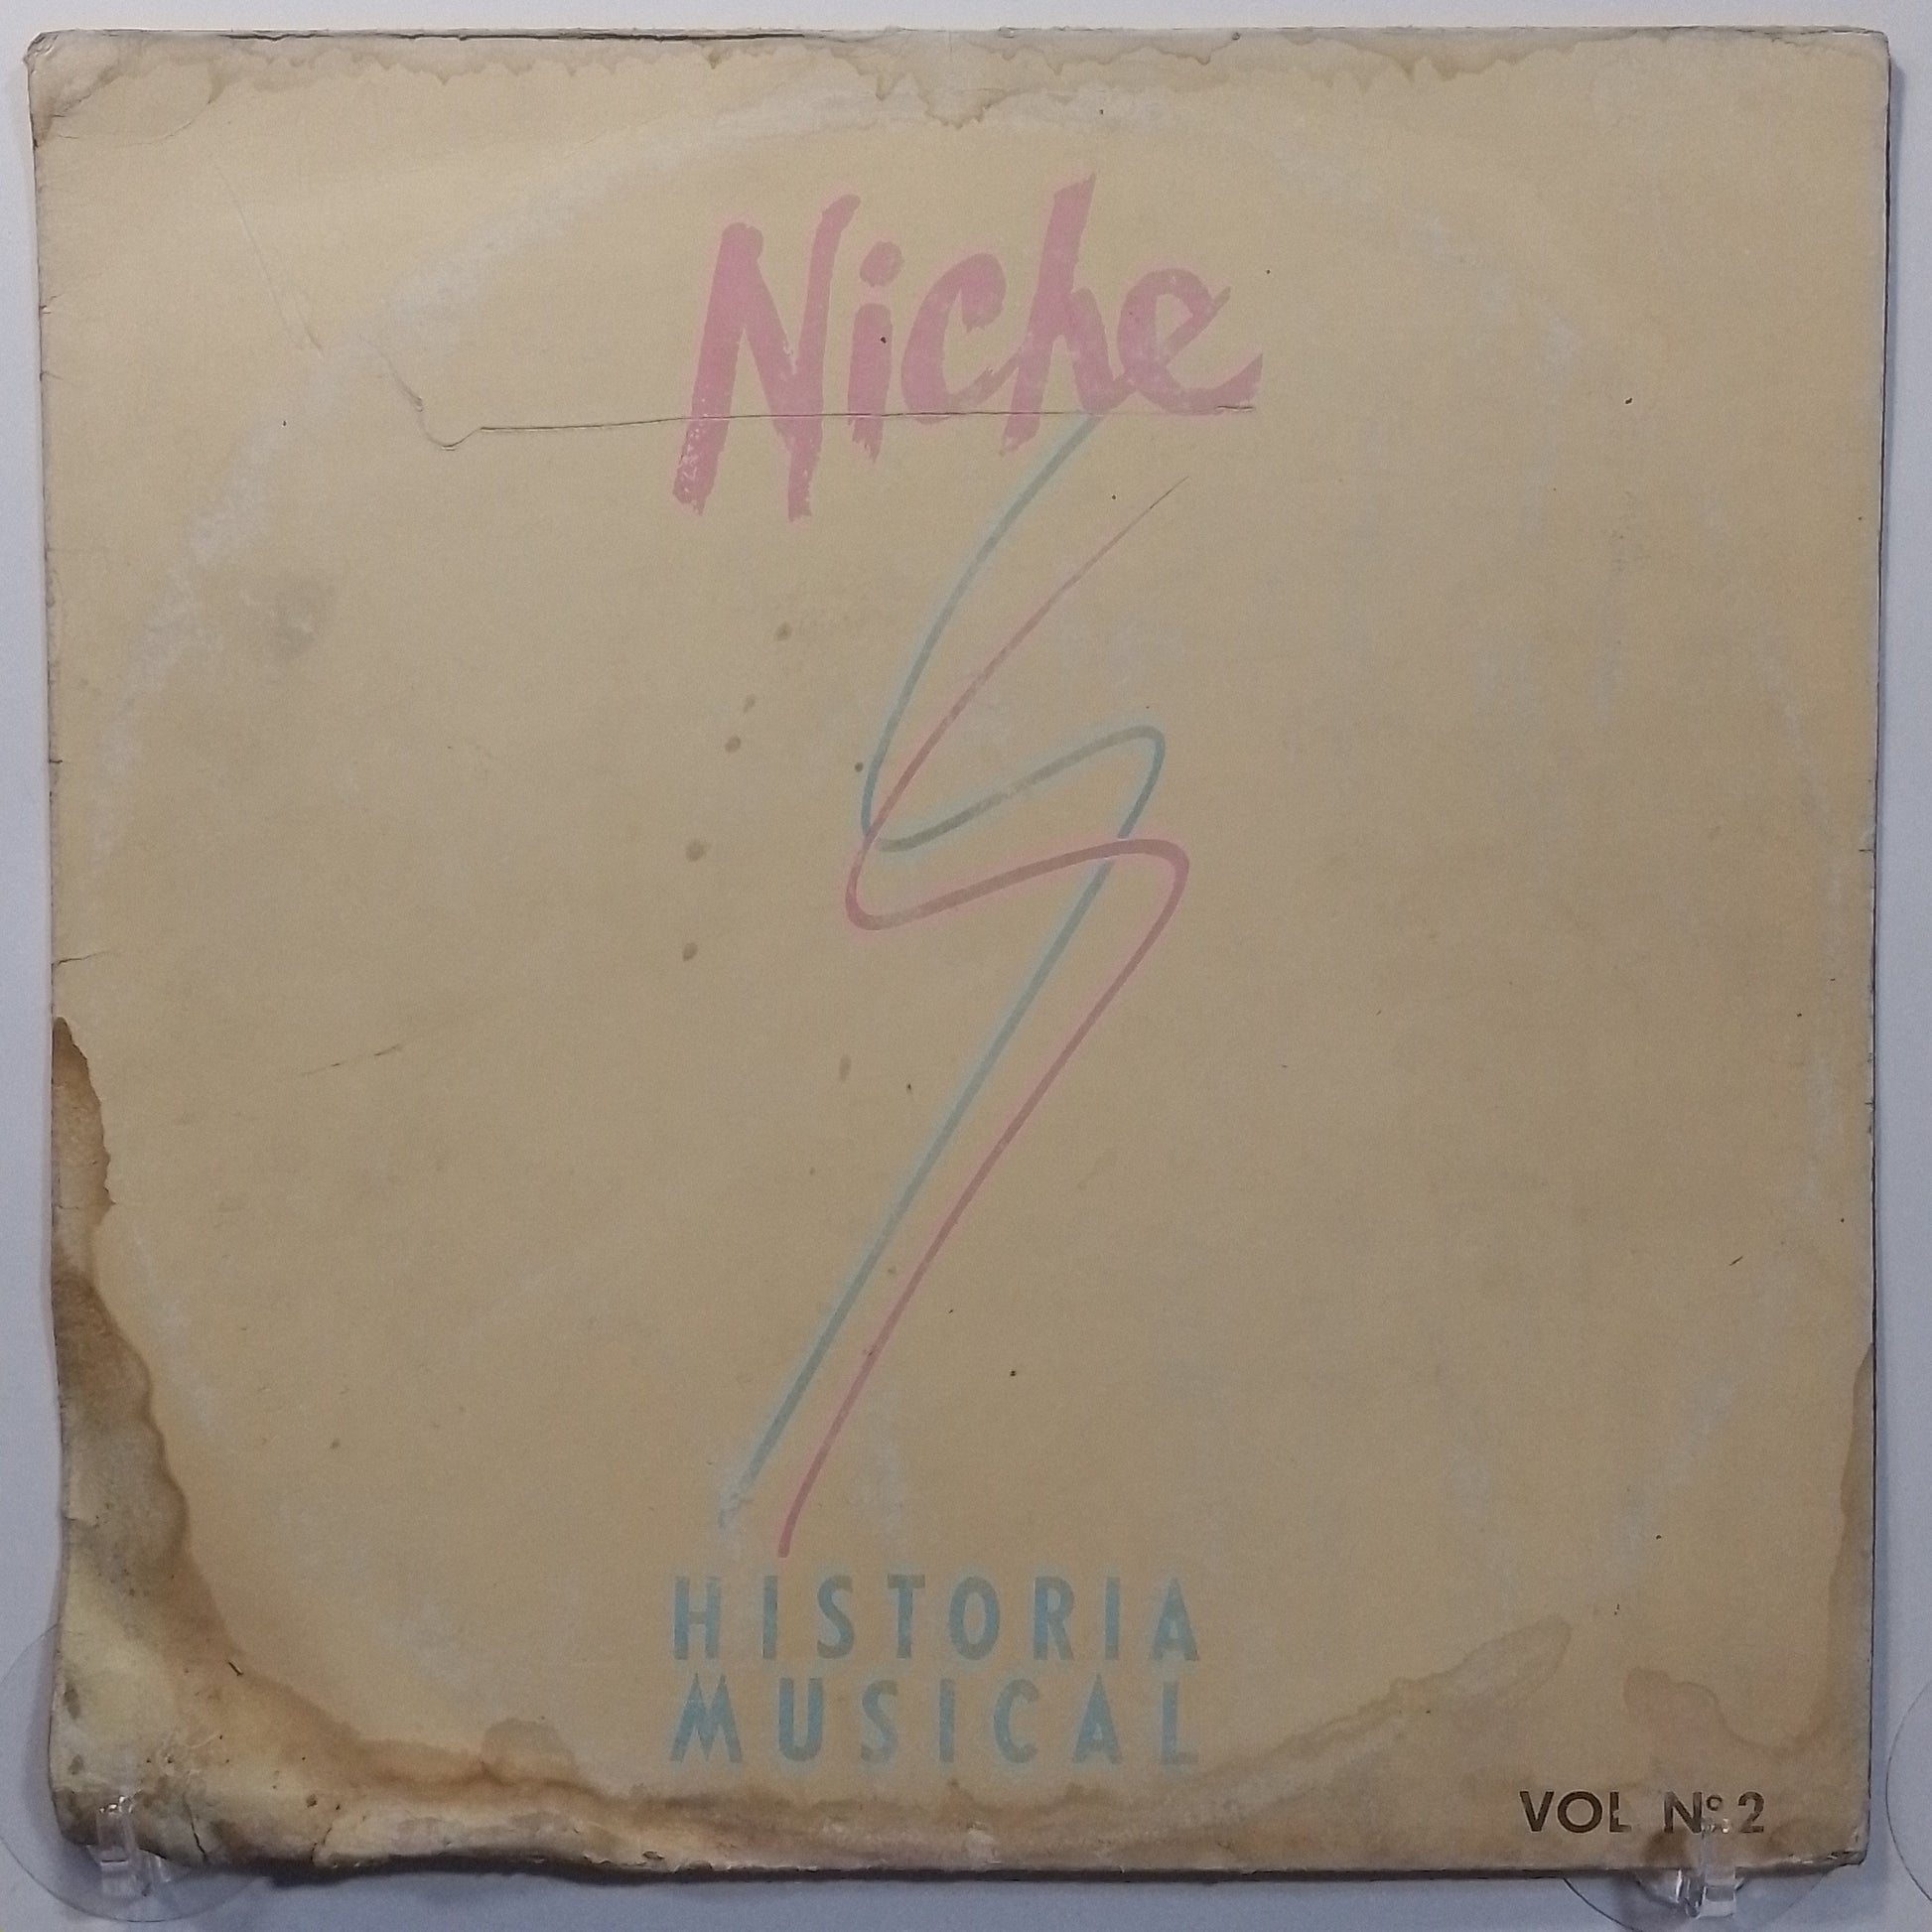 Niche
HISTORIA
MUSICAL
VOL Nº 2